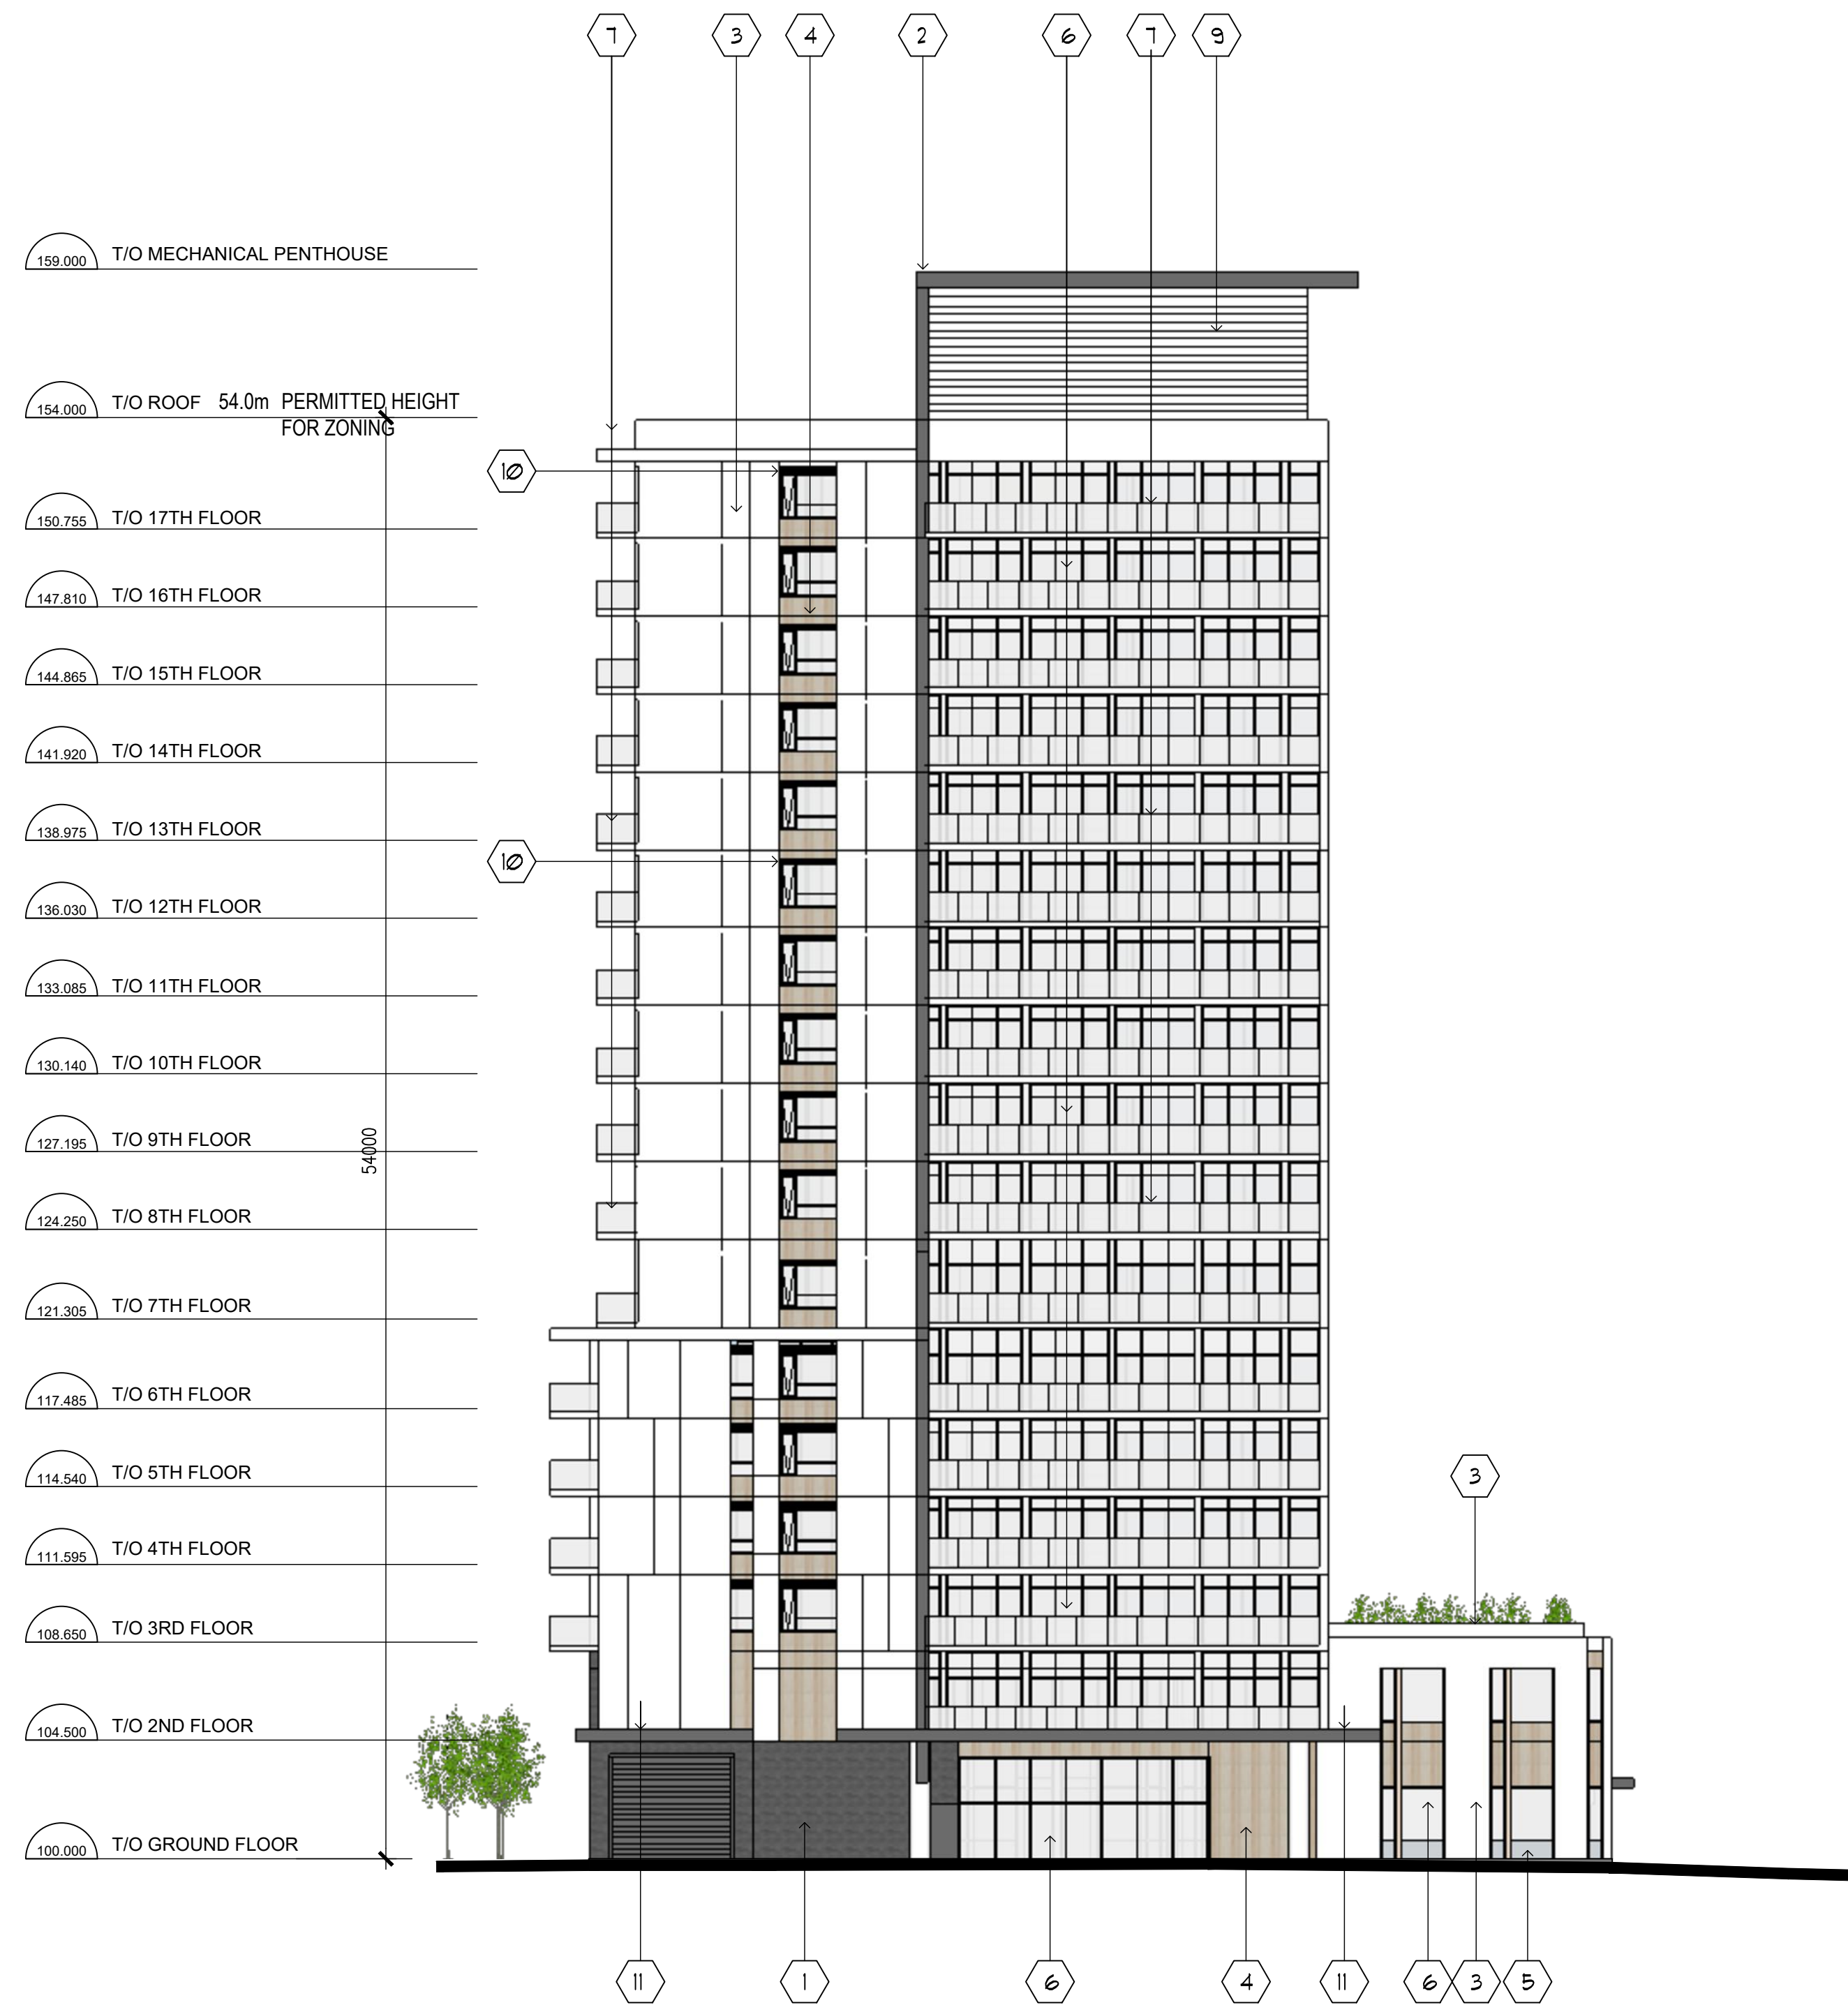 7 3 4 2 6 7 9
159.000 T/O MECHANICAL PENTHOUSE
154.000 T/O ROOF 54.0m PERMITTED HEIGHT
FOR ZONING
10
150.755 T/O 17TH FLOOR
147.810 T/O 16TH FLOOR
144.865 T/O 15TH FLOOR
141.920 T/O 14TH FLOOR
138.975 T/O 13TH FLOOR
10
136.030 T/O 12TH FLOOR
133.085 T/O 11TH FLOOR
130.140 T/O 10TH FLOOR
127.195 T/O 9TH FLOOR
54000
124.250 T/O 8TH FLOOR
121.305 T/O 7TH FLOOR
117.485 T/O 6TH FLOOR
114.540 T/O 5TH FLOOR
3
111.595 T/O 4TH FLOOR
108.650 T/O 3RD FLOOR
104.500 T/O 2ND FLOOR
100.000 T/O GROUND FLOOR
11 1 6 4 11 6 3 5